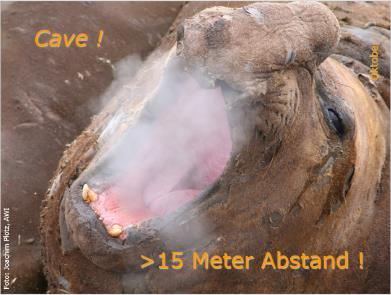 Cave !
Oktober
>15 Meter Abstand !
Foto: Joachim Plötz, AWI